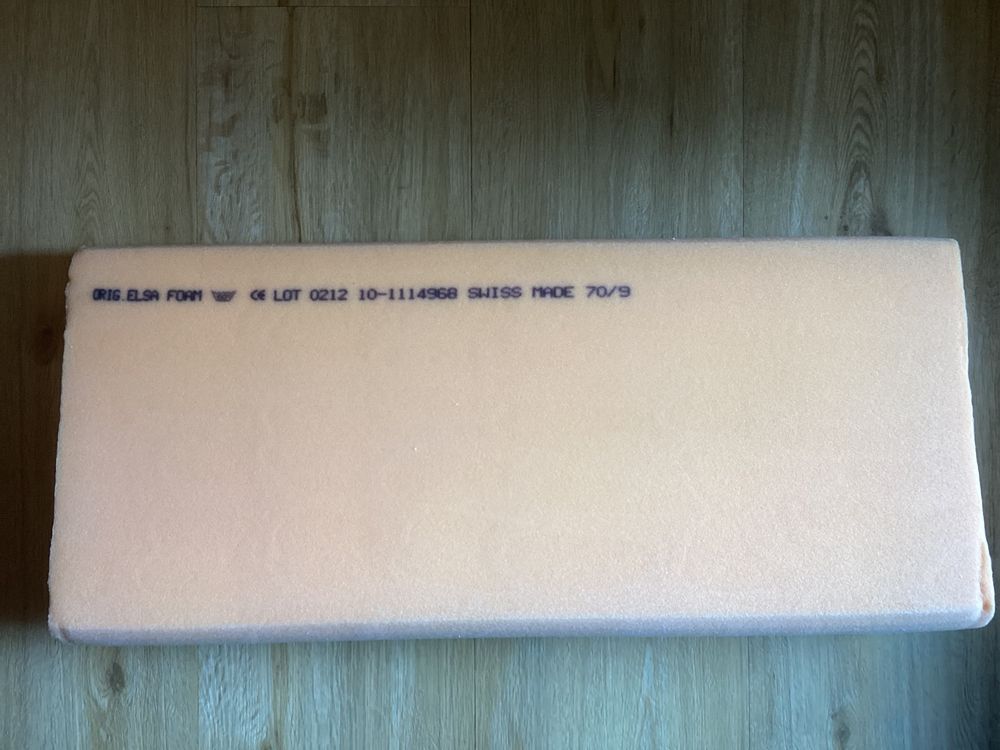 ORIG.ELSA FOAM CE LOT 0212 10-1114968 SWISS MADE 70/9